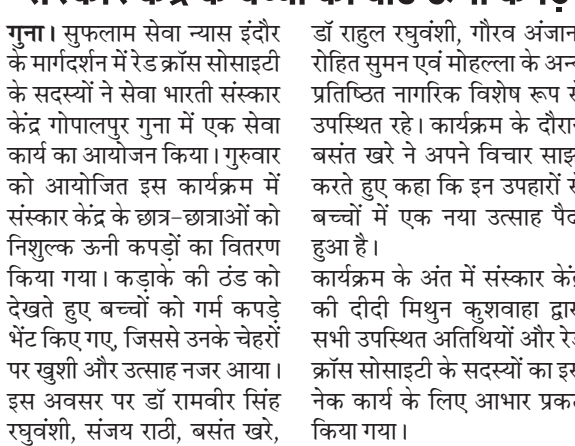 गुना। सुफलाम सेवा न्यास इंदौर
के मार्गदर्शन में रेड क्रॉस सोसाइटी
के सदस्यों ने सेवा भारती संस्कार
केंद्र गोपालपुर गुना में एक सेवा
कार्य का आयोजन किया। गुरुवार
को आयोजित इस कार्यक्रम में
संस्कार केंद्र के छात्र-छात्राओं को
निशुल्क ऊनी कपड़ों का वितरण
किया गया। कड़ाके की ठंड को
देखते हुए बच्चों को गर्म कपड़े
भेंट किए गए, जिससे उनके चेहरों
पर खुशी और उत्साह नजर आया।
इस अवसर पर डॉ रामवीर सिंह
रघुवंशी, संजय राठी, बसंत खरे,
डॉ राहुल रघुवंशी, गौरव अंजान
रोहित सुमन एवं मोहल्ला के
प्रतिष्ठित नागरिक विशेष रूप
उपस्थित रहे। कार्यक्रम के
बसंत खरे ने अपने विचार
करते हुए कहा कि इन उपहारों
बच्चों में एक नया उत्साह
हुआ है।
कार्यक्रम के अंत में संस्कार
की दीदी मिथुन कुशवाहा
सभी उपस्थित अतिथियों और
क्रॉस सोसाइटी के सदस्यों का
नेक कार्य के लिए आभार
किया गया।